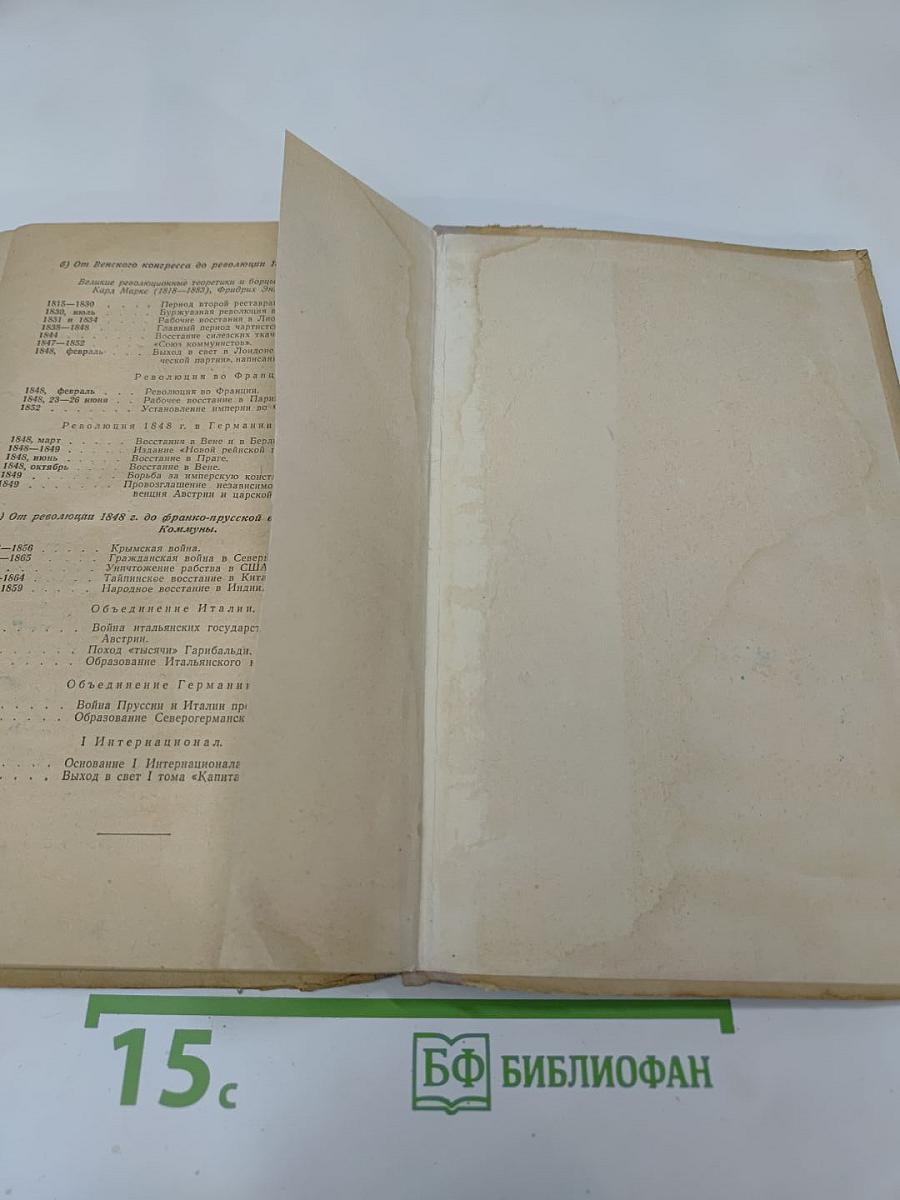 б) От Венского конгресса до революции 1
Великие революционные теоретики и борцы
Карл Маркс (1818—1883), Фридрих Эн
1815—1830 . . . . Период второй реставра
1830, июль . . . . Буржуазная революция в
1831 и 1834 . . . . Рабочие восстания в Лио
1838—1848 . . . . Главный период чартистс
1844 . . . . . Восстание силезских ткач
1847—1852 . . . . «Союз коммунистов».
1848, февраль . . . Выход в свет в Лондоне
ческой партии», написан
Революция во Франц
1848, февраль . . . Революция во Франции.
1848, 23—26 июня . . Рабочее восстание в Пари
1852 . . . . . . . Установление империи во
Революция 1848 г. в Германии
1848, март . . . . . Восстания в Вене и в Берл
1848—1849 . . . . . Издание «Новой рейнской г
1848, июнь . . . . . Восстание в Праге.
1848, октябрь . . . . Восстание в Вене.
1849 . . . . . . . Борьба за имперскую конст
1849 . . . . . . . Провозглашение независимо
венция Австрии и царской
) От революции 1848 г. до франко-прусской в
Коммуны.
—1856 . . . . . Крымская война.
—1865 . . . . . Гражданская война в Север
. . . . . Уничтожение рабства в США
-1864 . . . . . Тайпинское восстание в Кита
1859 . . . . . Народное восстание в Индии.
Объединение Италии.
. . . . . . Война итальянских государст
Австрии.
. . . . . . Поход «тысячи» Гарибальди.
. . . . . . Образование Итальянского к
Объединение Германии
. . . . . Война Пруссии и Италии пр
. . . . . Образование Северогерманск
I Интернационал.
. . . . Основание I Интернационала
. . . . Выход в свет I тома «Капита
15 с
БФ БИБЛИОФАН